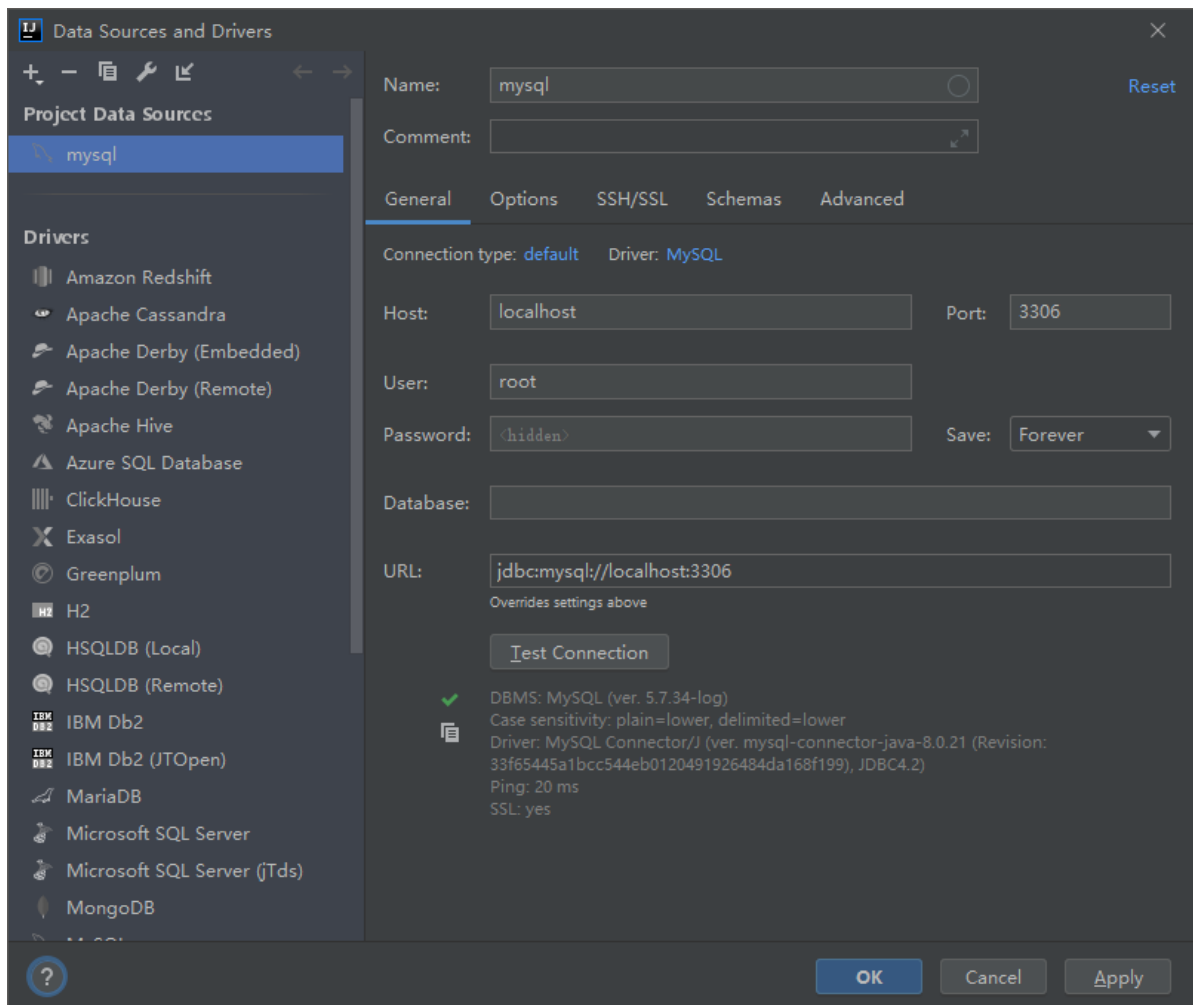 Data Sources and Drivers
Project Data Sources
mysql
Drivers
Amazon Redshift
Apache Cassandra
Apache Derby (Embedded)
Apache Derby (Remote)
Apache Hive
Azure SQL Database
ClickHouse
Exasol
Greenplum
H2
HSQLDB (Local)
HSQLDB (Remote)
IBM Db2
IBM Db2 (JTOpen)
MariaDB
Microsoft SQL Server
Microsoft SQL Server (jTds)
MongoDB
Name: mysql Reset
Comment:
General Options SSH/SSL Schemas Advanced
Connection type: default Driver: MySQL
Host: localhost Port: 3306
User: root
Password: <hidden> Save: Forever
Database:
URL: jdbc:mysql://localhost:3306
Overrides settings above
Test Connection
DBMS: MySQL (ver. 5.7.34-log)
Case sensitivity: plain=lower, delimited=lower
Driver: MySQL Connector/J (ver. mysql-connector-java-8.0.21 (Revision:
33f65445a1bcc544eb0120491926484da168f199), JDBC4.2)
Ping: 20 ms
SSL: yes
? OK Cancel Apply